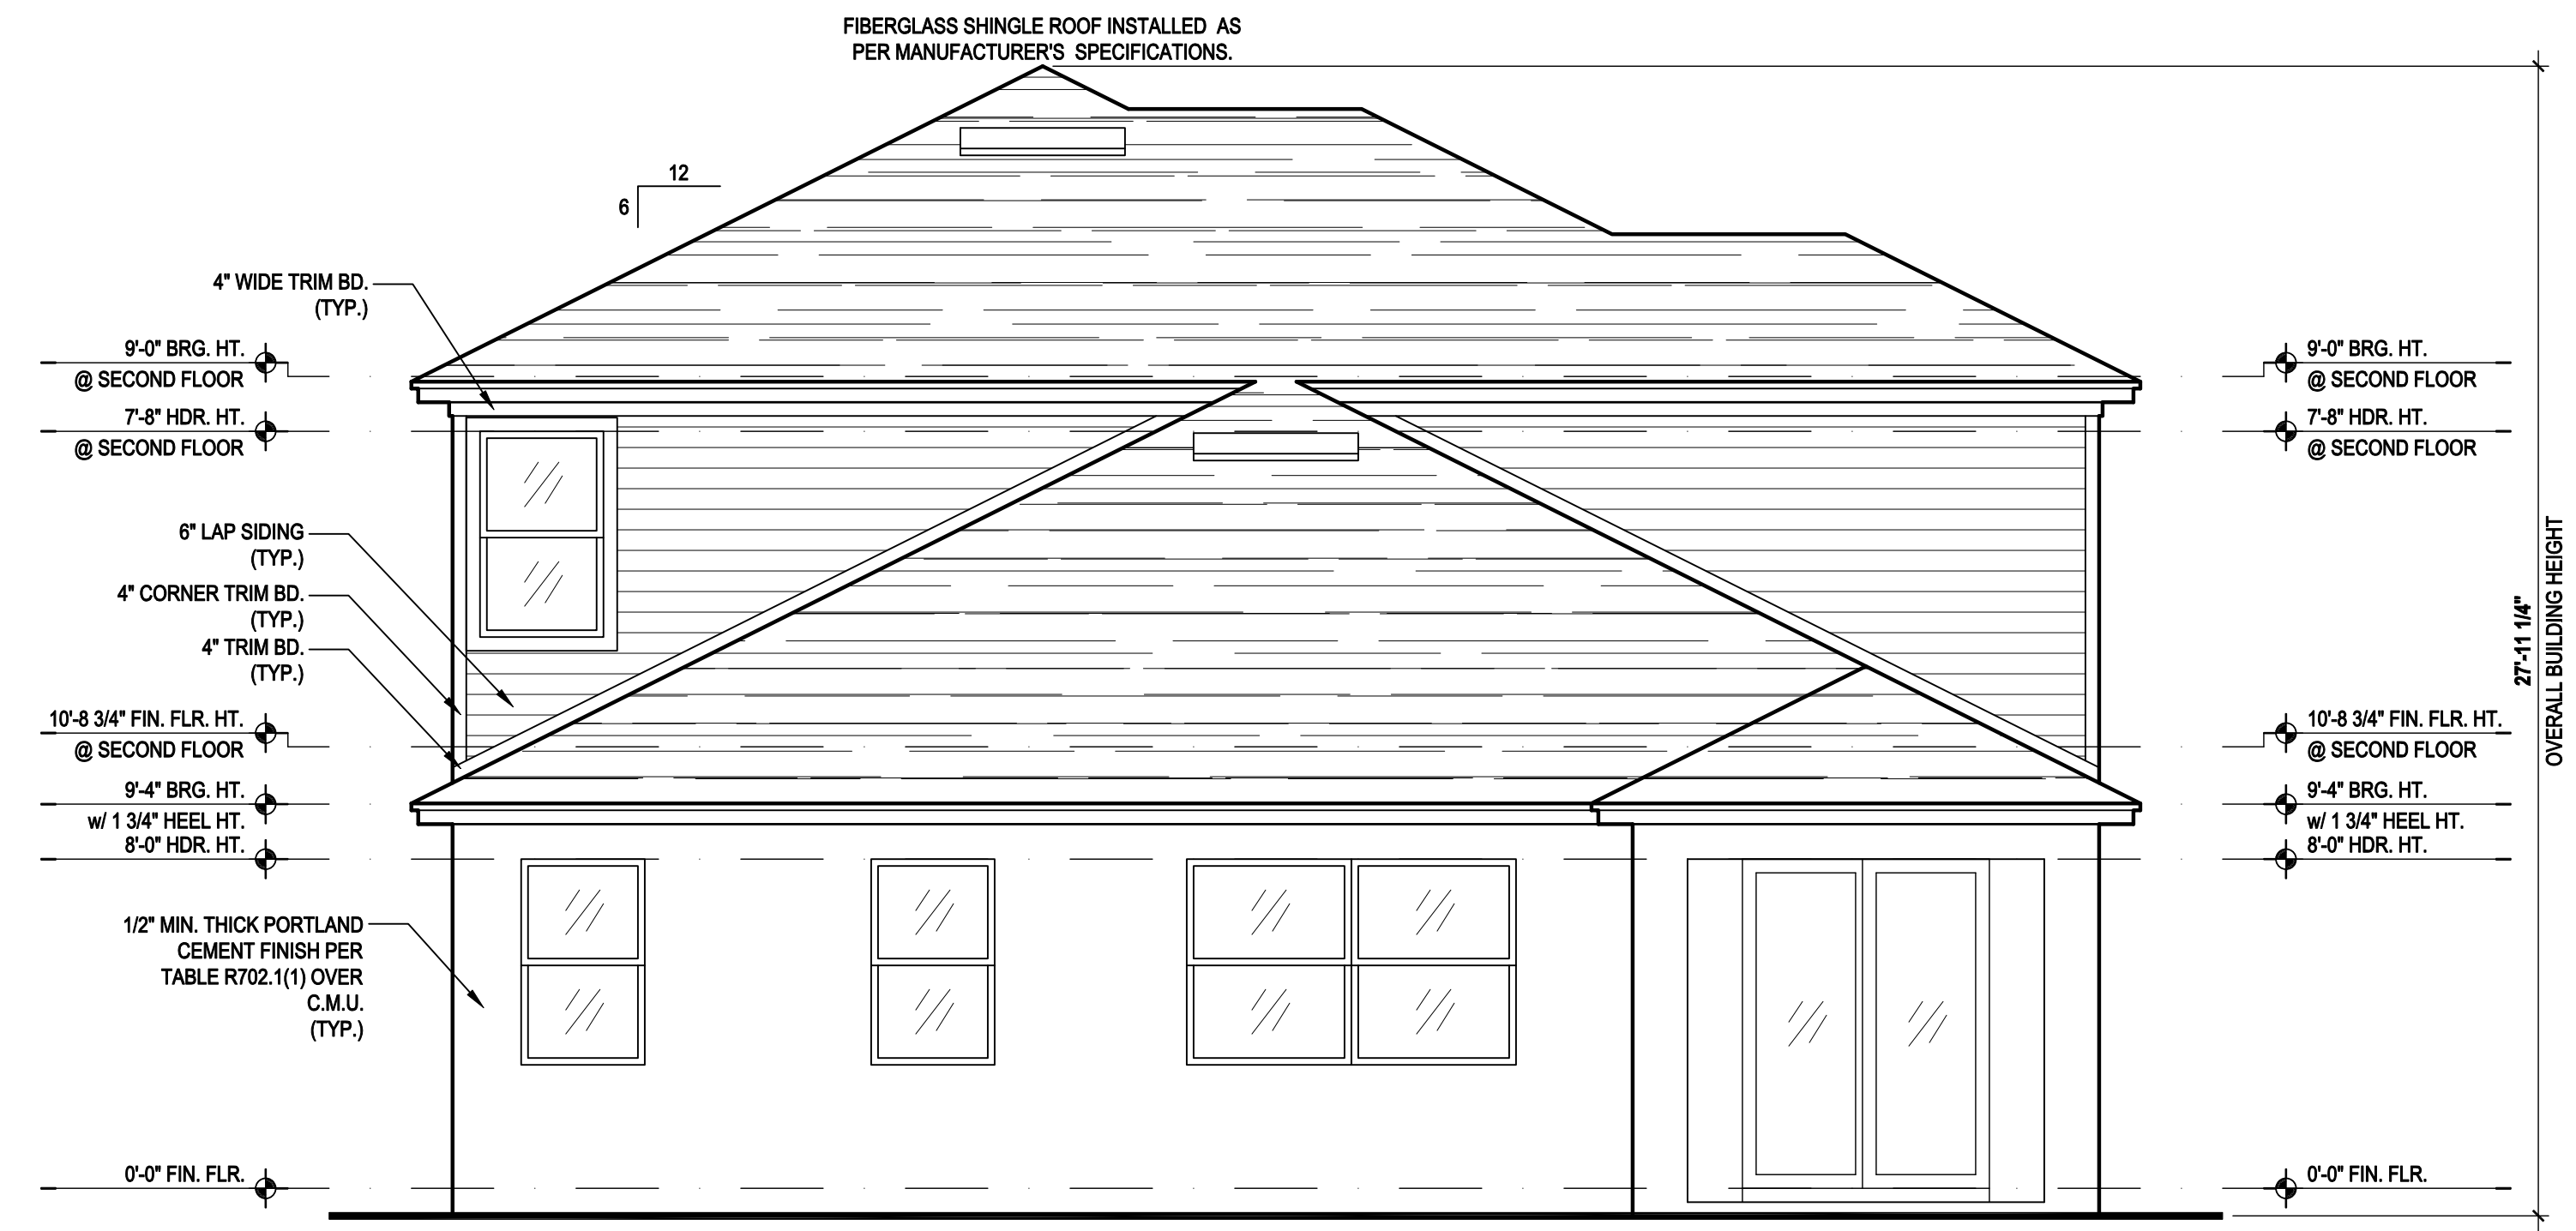 FIBERGLASS SHINGLE ROOF INSTALLED AS
PER MANUFACTURER'S SPECIFICATIONS.
12
6
4" WIDE TRIM BD.
(TYP.)
9'-0" BRG. HT.
@ SECOND FLOOR
7'-8" HDR. HT.
@ SECOND FLOOR
6" LAP SIDING
(TYP.)
4" CORNER TRIM BD.
(TYP.)
4" TRIM BD.
(TYP.)
10'-8 3/4" FIN. FLR. HT.
@ SECOND FLOOR
9'-4" BRG. HT.
w/ 1 3/4" HEEL HT.
8'-0" HDR. HT.
1/2" MIN. THICK PORTLAND
CEMENT FINISH PER
TABLE R702.1(1) OVER
C.M.U.
(TYP.)
0'-0" FIN. FLR.
9'-0" BRG. HT.
@ SECOND FLOOR
7'-8" HDR. HT.
@ SECOND FLOOR
10'-8 3/4" FIN. FLR. HT.
@ SECOND FLOOR
9'-4" BRG. HT.
w/ 1 3/4" HEEL HT.
8'-0" HDR. HT.
0'-0" FIN. FLR.
27'-11 1/4"
OVERALL BUILDING HEIGHT